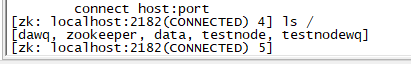 connect host:port
[zk: localhost:2182(CONNECTED) 4] ls /
[dawq, zookeeper, data, testnode, testnodewq]
[zk: localhost:2182(CONNECTED) 5]